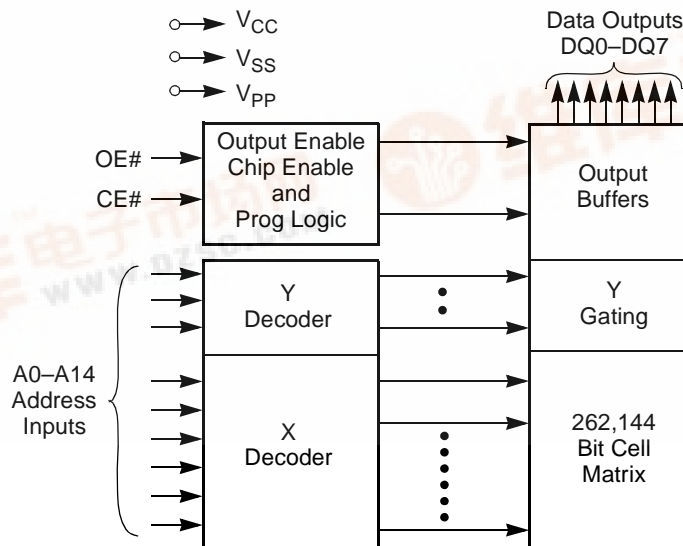 VCC
VSS
VPP
Data Outputs
DQ0–DQ7
OE#
CE#
Output Enable
Chip Enable
and
Prog Logic
Output
Buffers
Y
Decoder
Y
Gating
A0–A14
Address
Inputs
X
Decoder
262,144
Bit Cell
Matrix